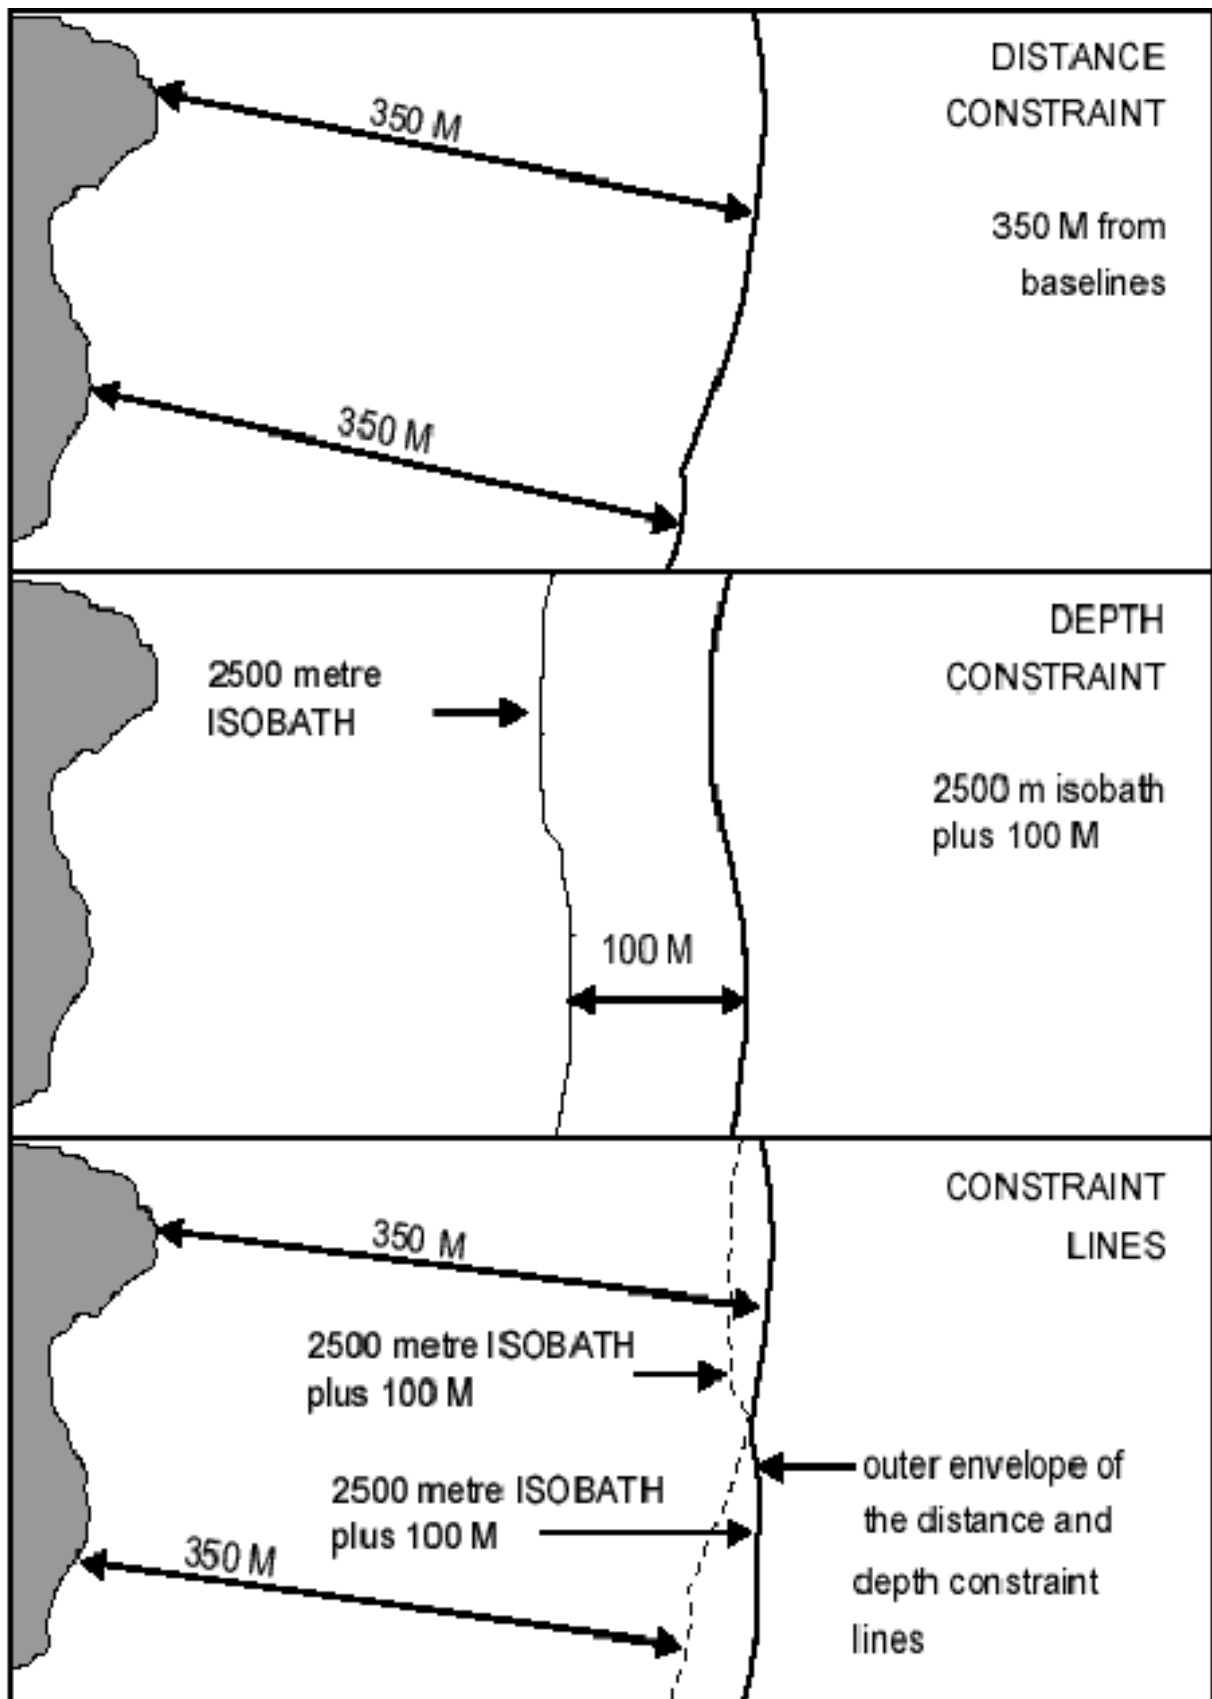 DISTANCE
CONSTRAINT
350 M
350 M from
baselines
350 M
DEPTH
CONSTRAINT
2500 metre
ISOBATH
2500 m isobath
plus 100 M
100 M
CONSTRAINT
LINES
350 M
2500 metre ISOBATH
plus 100 M
outer envelope of
the distance and
depth constraint
lines
2500 metre ISOBATH
plus 100 M
350 M